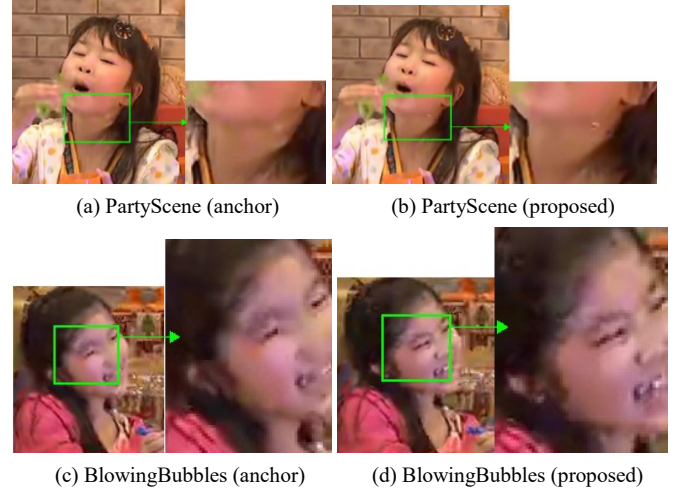 (a) PartyScene (anchor)
(b) PartyScene (proposed)
(c) BlowingBubbles (anchor)
(d) BlowingBubbles (proposed)